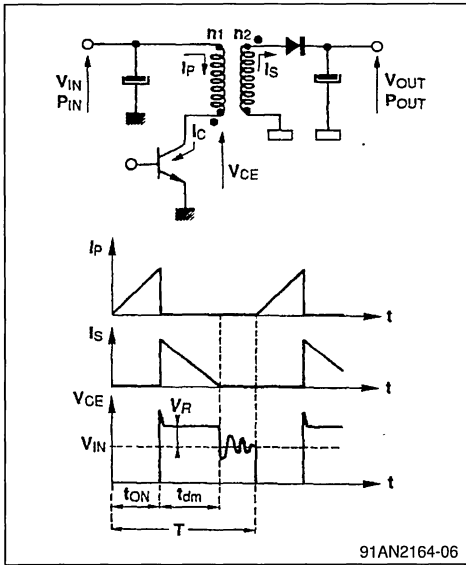 n1 n2
IP
IS
VIN
PIN
VOUT
POUT
IC
VCE
IP
t
IS
t
VCE
VR
VIN
tON
tdm
t
T
91AN2164-06